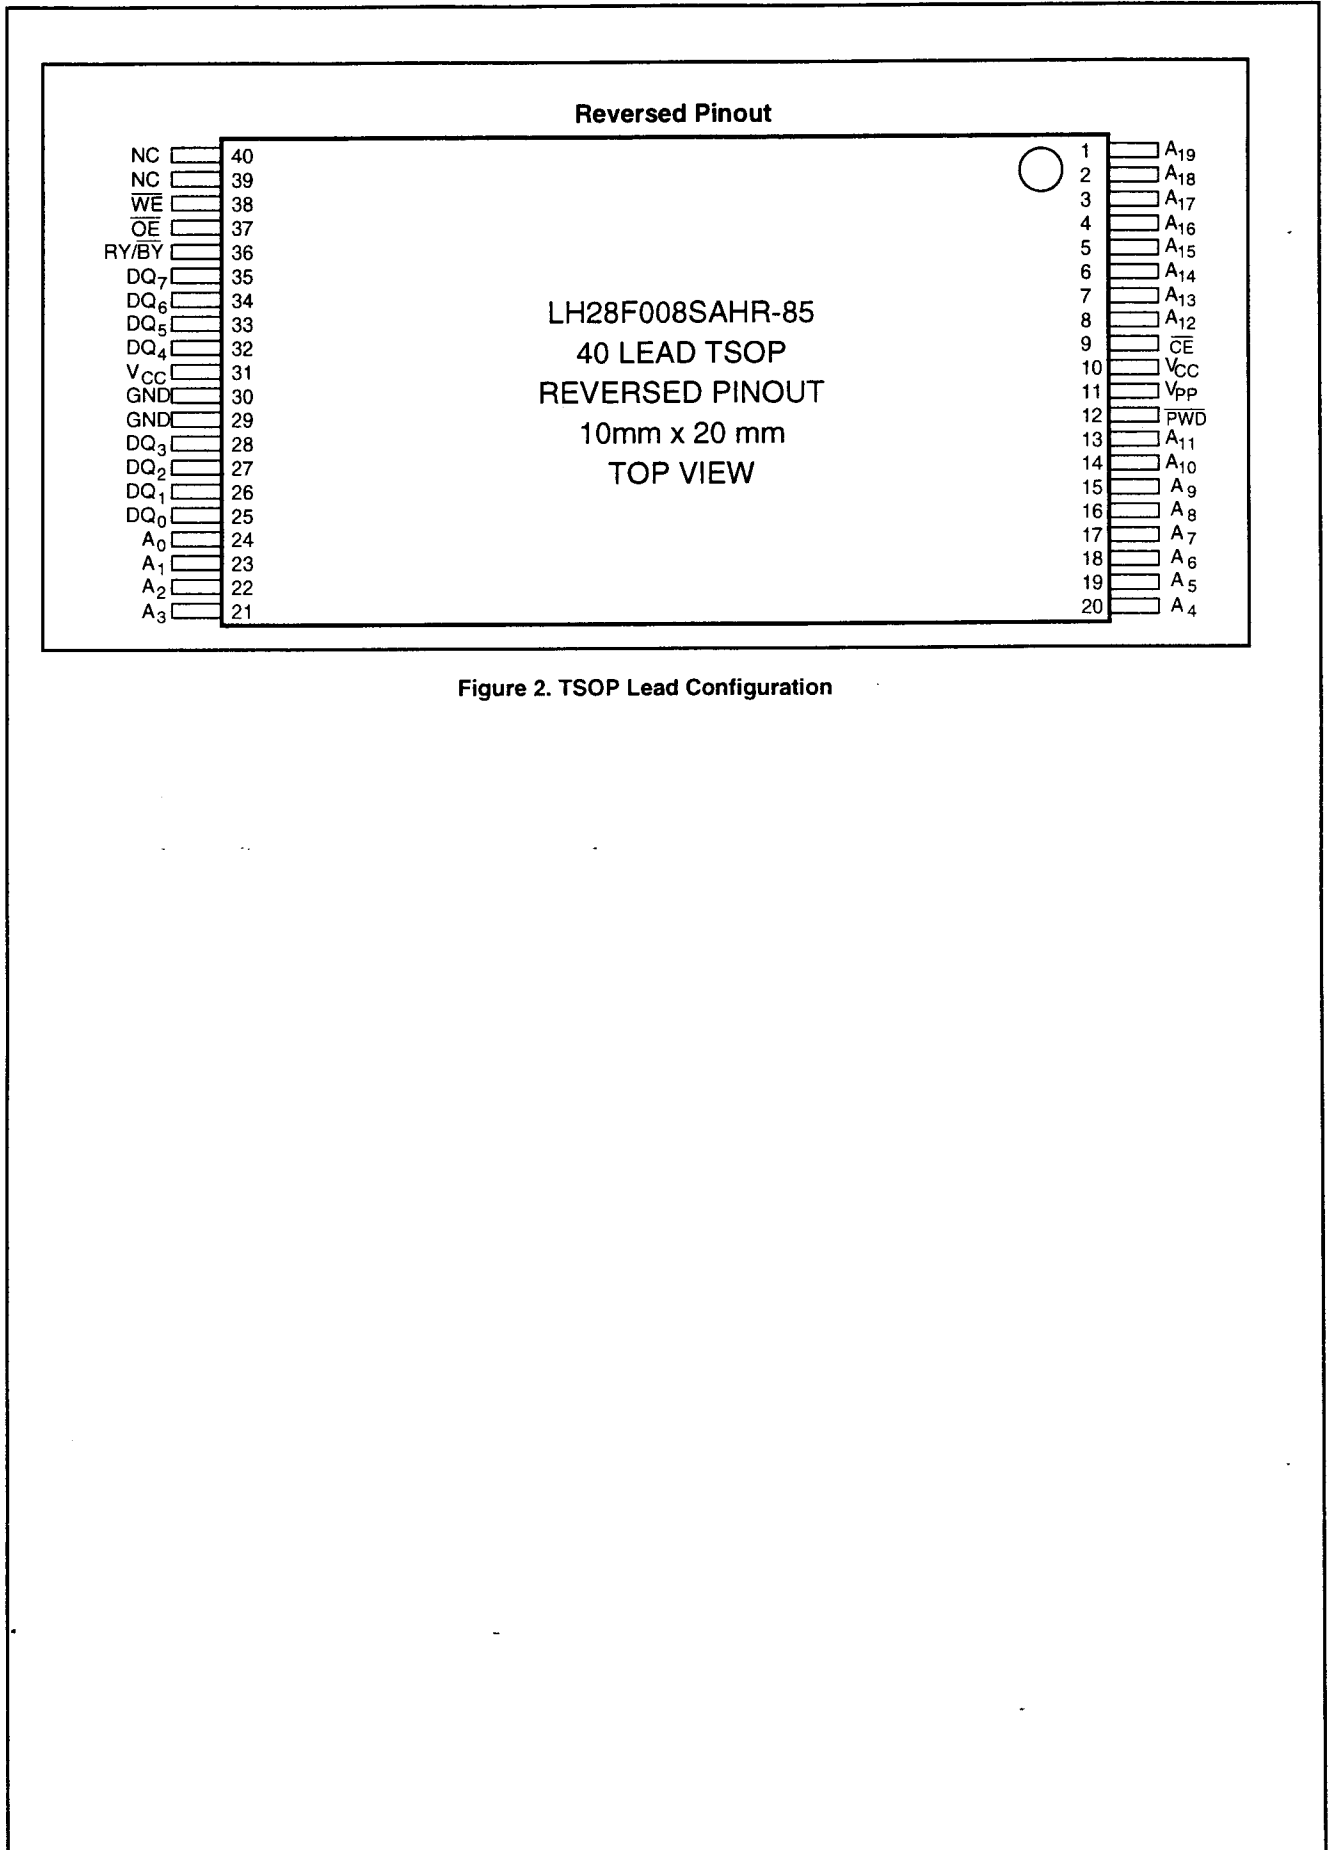 Reversed Pinout
NC 40 1 A19
NC 39 2 A18
W̅E̅ 38 3 A17
O̅E̅ 37 4 A16
RY/B̅Y̅ 36 5 A15
DQ7 35 6 A14
DQ6 34 7 A13
DQ5 33 8 A12
DQ4 32 9 C̅E̅
VCC 31 10 VCC
GND 30 11 VPP
GND 29 12 P̅W̅D̅
DQ3 28 13 A11
DQ2 27 14 A10
DQ1 26 15 A9
DQ0 25 16 A8
A0 24 17 A7
A1 23 18 A6
A2 22 19 A5
A3 21 20 A4
LH28F008SAHR-85
40 LEAD TSOP
REVERSED PINOUT
10mm x 20 mm
TOP VIEW
Figure 2. TSOP Lead Configuration